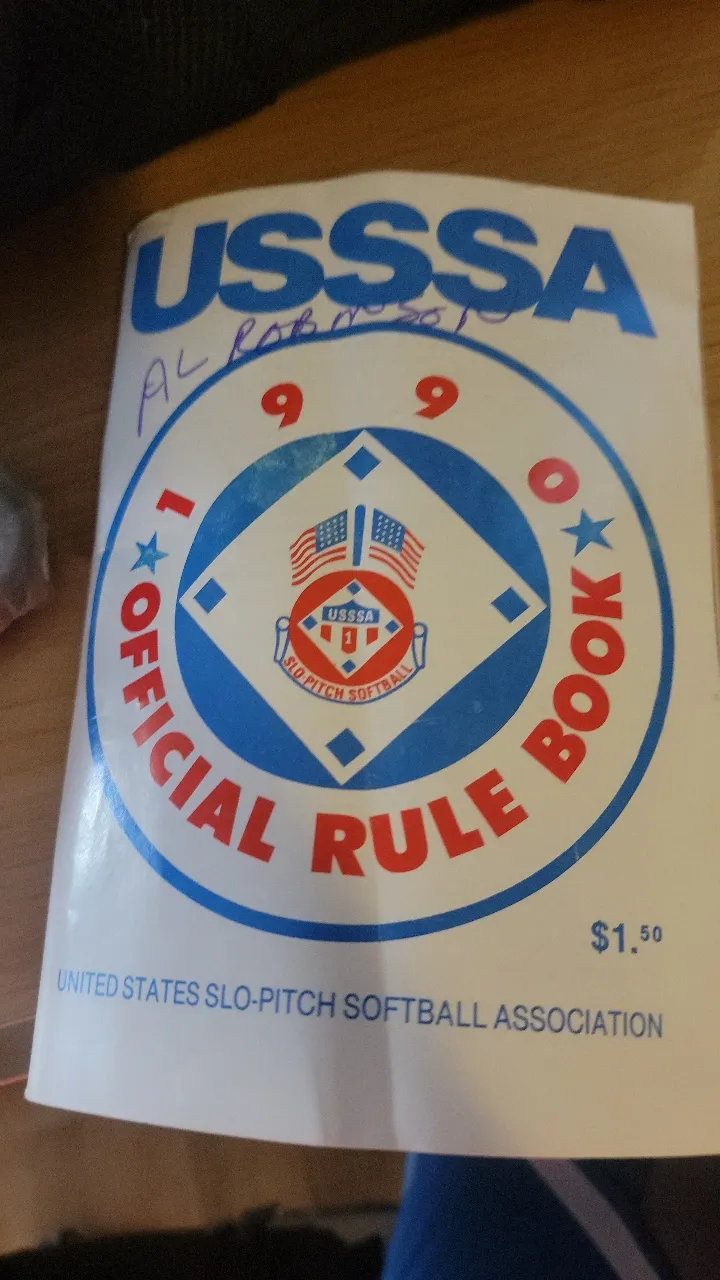 USSSA
AL ROBINSON
1990
OFFICIAL RULE BOOK
USSSA
1
SLO-PITCH SOFTBALL
$1.50
UNITED STATES SLO-PITCH SOFTBALL ASSOCIATION